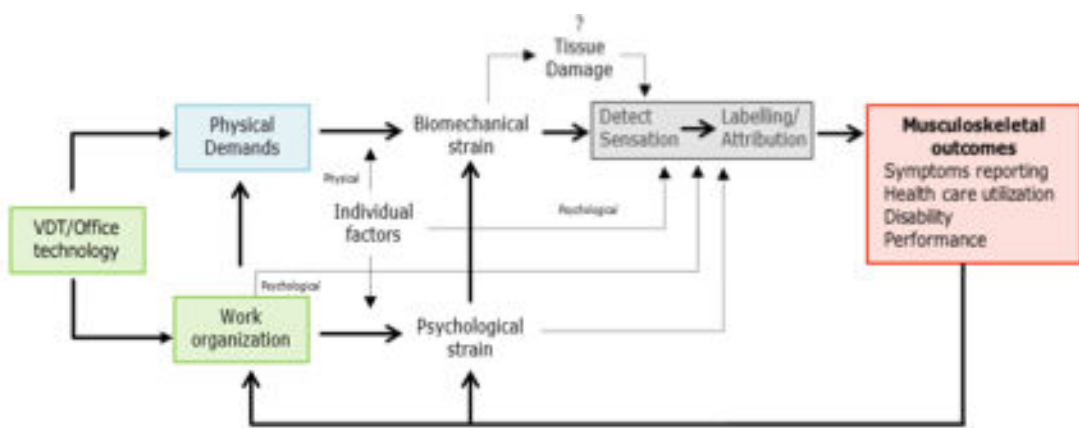 ?
Tissue
Damage
Physical
Demands
Biomechanical
strain
Detect
Sensation
Labelling/
Attribution
Musculoskeletal
outcomes
Symptoms reporting
Health care utilization
Disability
Performance
Physical
Individual
factors
Psychological
VDT/Office
technology
Psychological
Work
organization
Psychological
strain